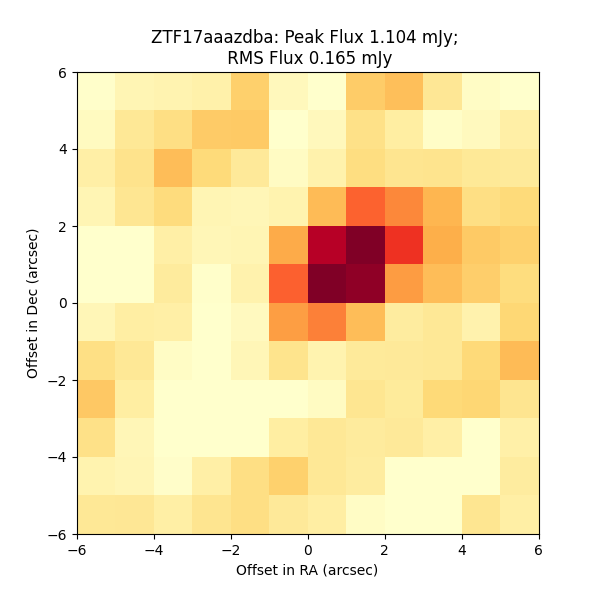 ZTF17aaazdba: Peak Flux 1.104 mJy;
RMS Flux 0.165 mJy
6
4
2
0
−2
−4
−6
Offset in Dec (arcsec)
−6 −4 −2 0 2 4 6
Offset in RA (arcsec)